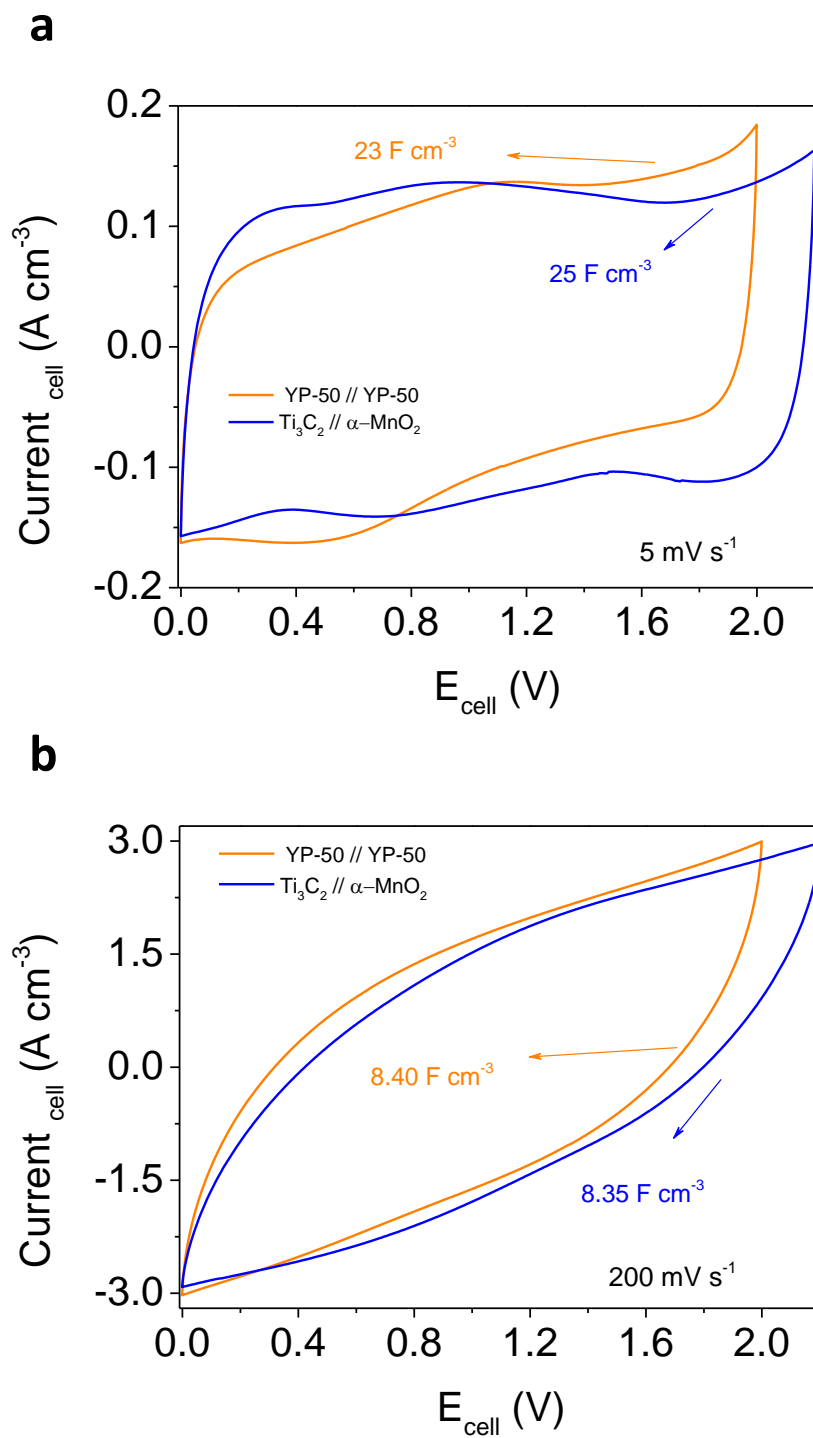 a
0.2
0.1
0.0
-0.1
-0.2
Current cell (A cm-3)
23 F cm-3
25 F cm-3
YP-50 // YP-50
Ti3C2 // α−MnO2
5 mV s-1
0.0 0.4 0.8 1.2 1.6 2.0
Ecell (V)
b
3.0
1.5
0.0
-1.5
-3.0
Current cell (A cm-3)
YP-50 // YP-50
Ti3C2 // α−MnO2
8.40 F cm-3
8.35 F cm-3
200 mV s-1
0.0 0.4 0.8 1.2 1.6 2.0
Ecell (V)